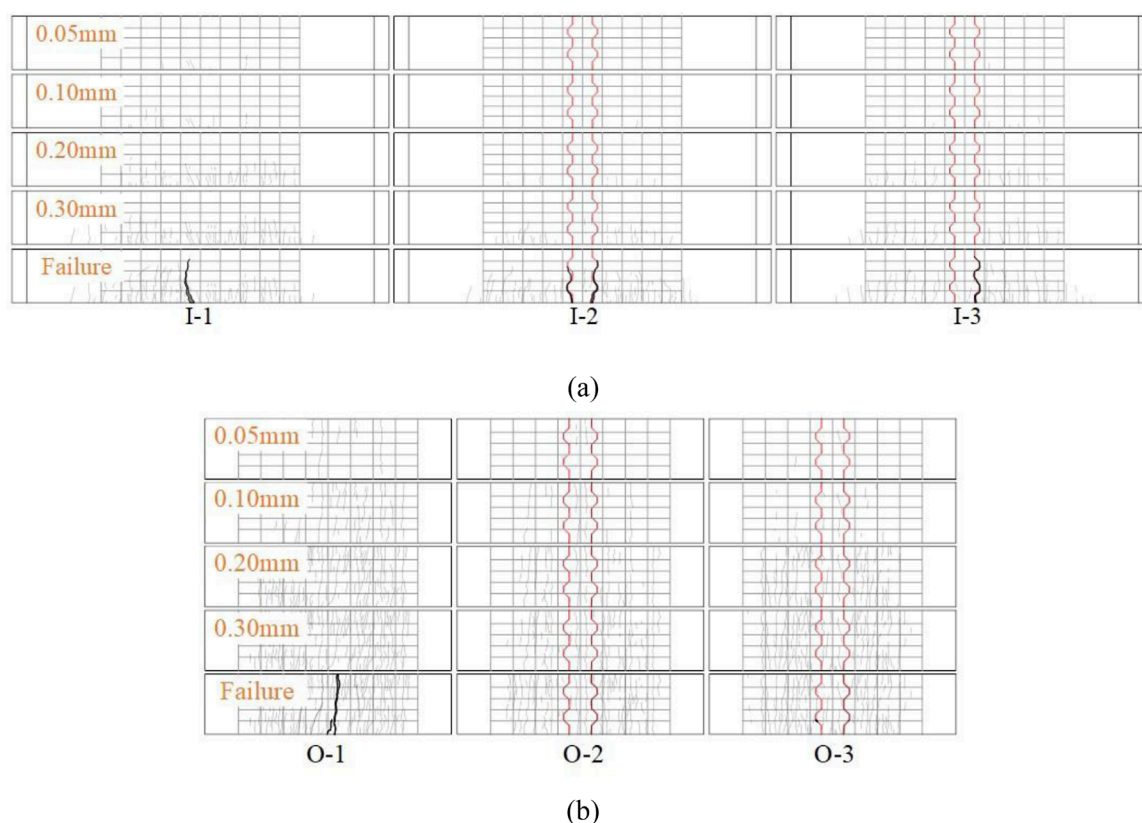 0.05mm
0.10mm
0.20mm
0.30mm
Failure
I-1 I-2 I-3
(a)
0.05mm
0.10mm
0.20mm
0.30mm
Failure
O-1 O-2 O-3
(b)